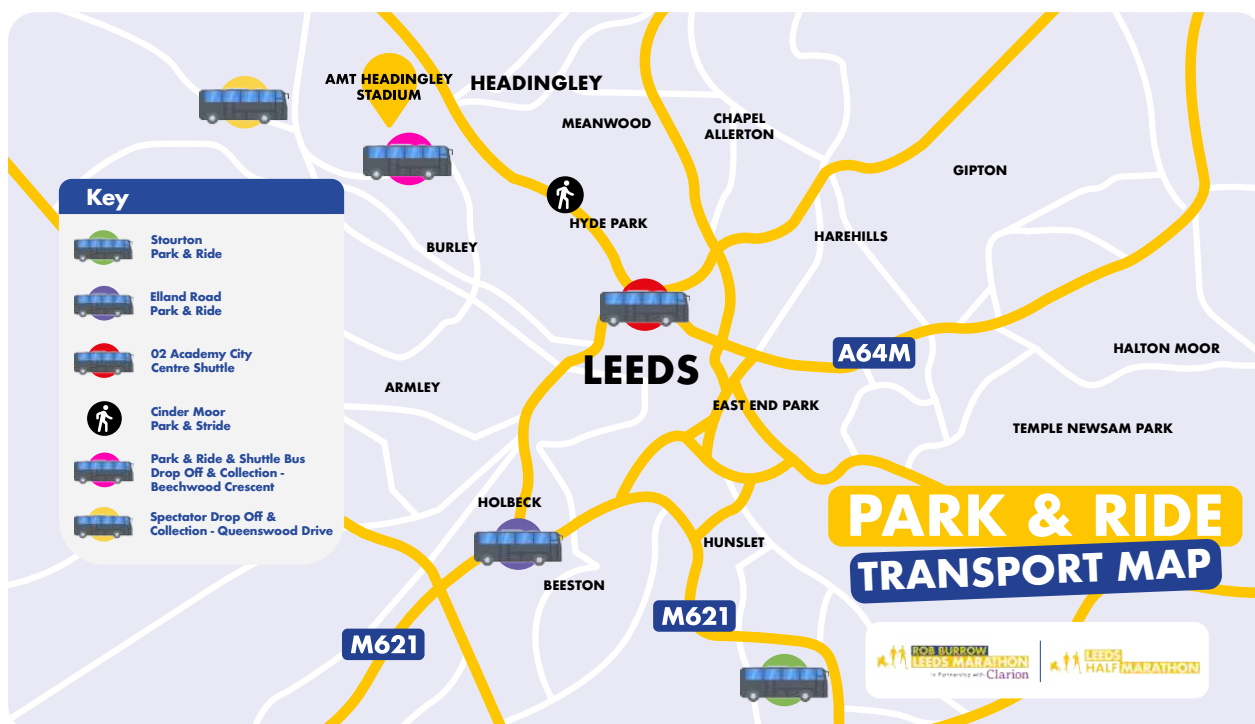 AMT HEADINGLEY
STADIUM
HEADINGLEY
MEANWOOD
CHAPEL
ALLERTON
GIPTON
HYDE PARK
HAREHILLS
BURLEY
Key
Stourton
Park & Ride
Elland Road
Park & Ride
02 Academy City
Centre Shuttle
Cinder Moor
Park & Stride
Park & Ride & Shuttle Bus
Drop Off & Collection -
Beechwood Crescent
Spectator Drop Off &
Collection - Queenswood Drive
LEEDS
A64M
HALTON MOOR
ARMLEY
EAST END PARK
TEMPLE NEWSAM PARK
HOLBECK
HUNSLET
BEESTON
M621
M621
PARK & RIDE
TRANSPORT MAP
ROB BURROW
LEEDS MARATHON
In Partnership with Clarion
LEEDS
HALF MARATHON